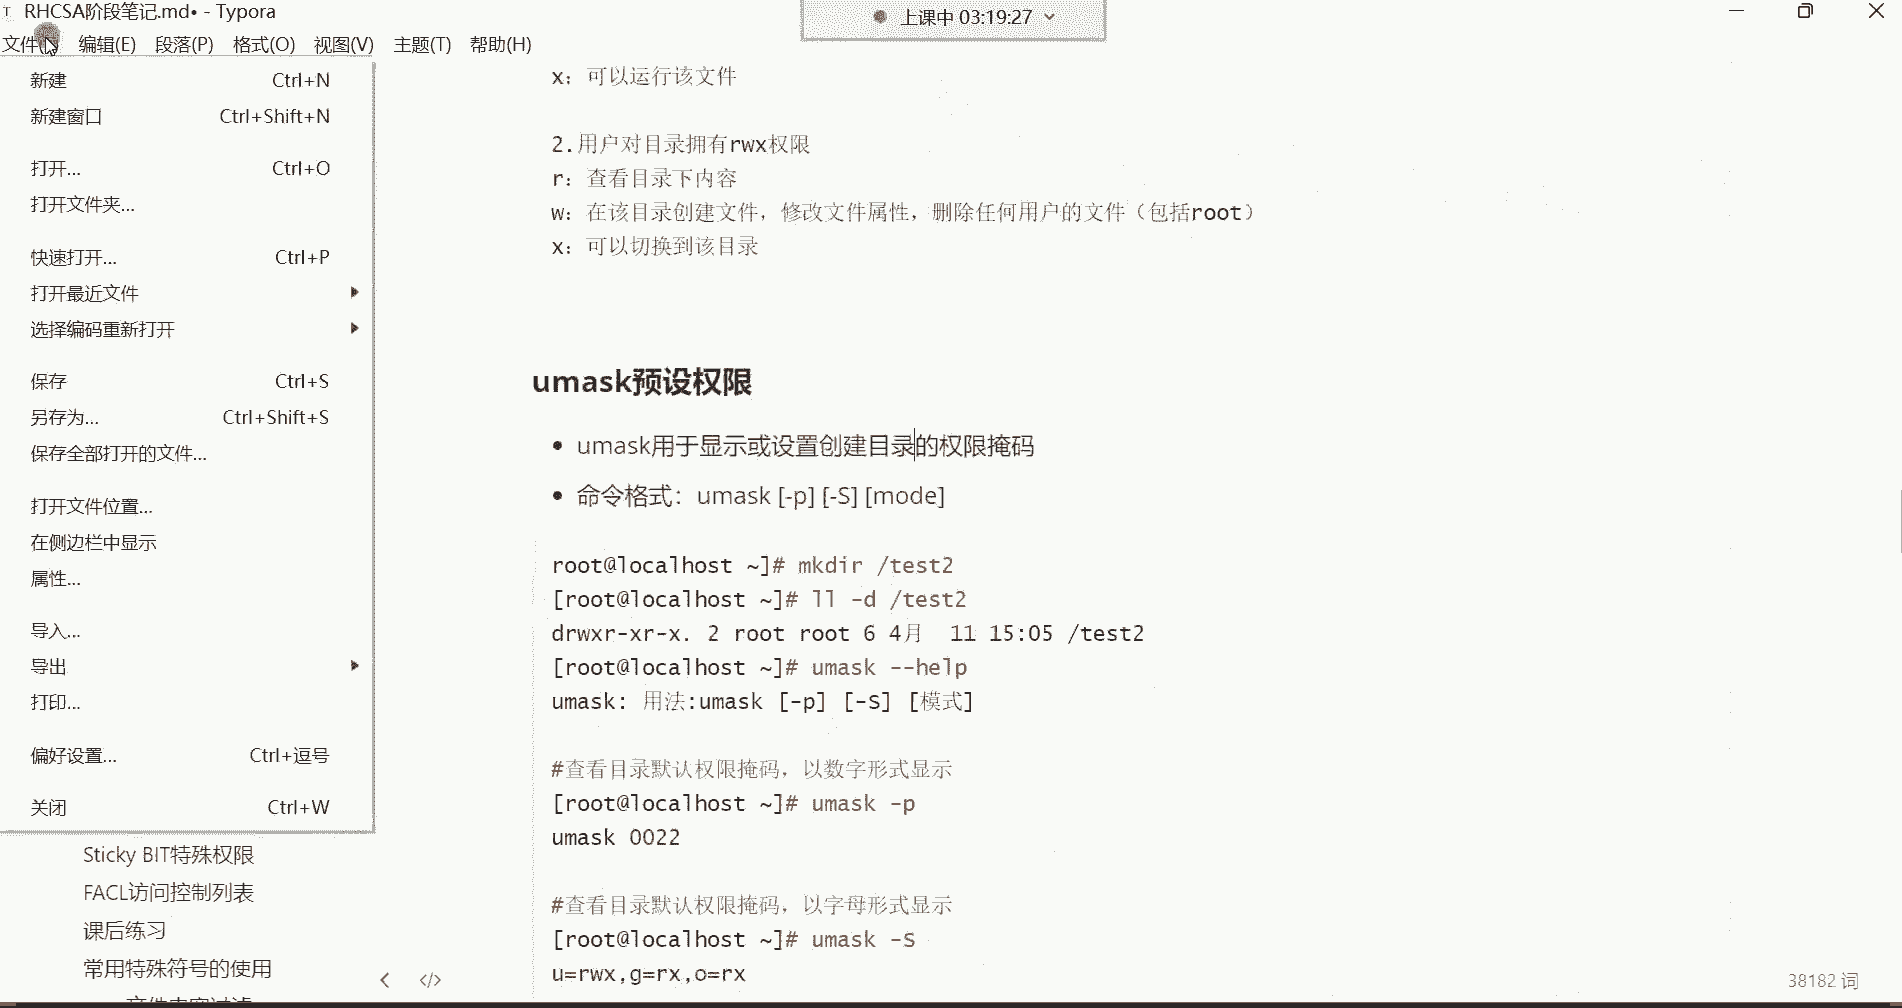 RHCSA阶段笔记.md• - Typora
上课中 03:19:27
文件 编辑(E) 段落(P) 格式(O) 视图(V) 主题(T) 帮助(H)
新建 Ctrl+N
新建窗口 Ctrl+Shift+N
打开... Ctrl+O
打开文件夹...
快速打开... Ctrl+P
打开最近文件
选择编码重新打开
保存 Ctrl+S
另存为... Ctrl+Shift+S
保存全部打开的文件...
打开文件位置...
在侧边栏中显示
属性...
导入...
导出
打印...
偏好设置... Ctrl+逗号
关闭 Ctrl+W
Sticky BIT特殊权限
FACL访问控制列表
课后练习
常用特殊符号的使用
文件内容过滤
x：可以运行该文件
2.用户对目录拥有rwx权限
r：查看目录下内容
w：在该目录创建文件，修改文件属性，删除任何用户的文件（包括root）
x：可以切换到该目录
umask预设权限
• umask用于显示或设置创建目录的权限掩码
• 命令格式：umask [-p] [-S] [mode]
root@localhost ~]# mkdir /test2
[root@localhost ~]# ll -d /test2
drwxr-xr-x. 2 root root 6 4月  11 15:05 /test2
[root@localhost ~]# umask --help
umask: 用法:umask [-p] [-S] [模式]
#查看目录默认权限掩码，以数字形式显示
[root@localhost ~]# umask -p
umask 0022
#查看目录默认权限掩码，以字母形式显示
[root@localhost ~]# umask -S
u=rwx,g=rx,o=rx
38182 词